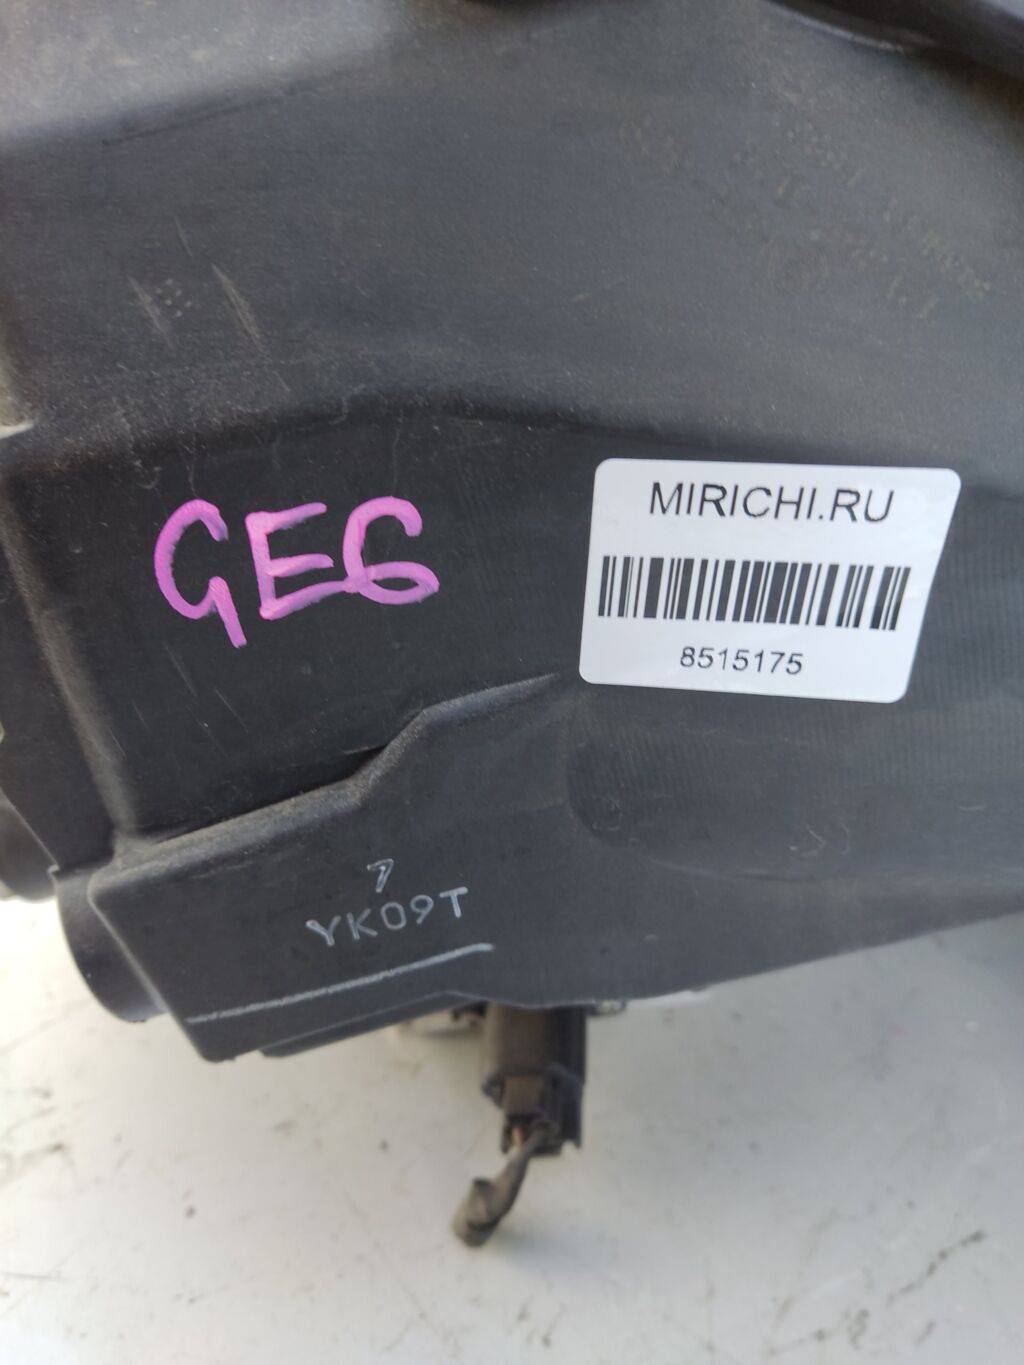 GE6
MIRICHI.RU
8515175
7
YK09T